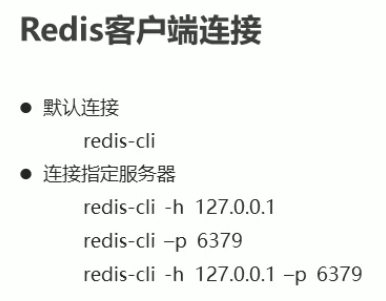 Redis客户端连接
● 默认连接
redis-cli
● 连接指定服务器
redis-cli -h 127.0.0.1
redis-cli –p 6379
redis-cli -h 127.0.0.1 –p 6379